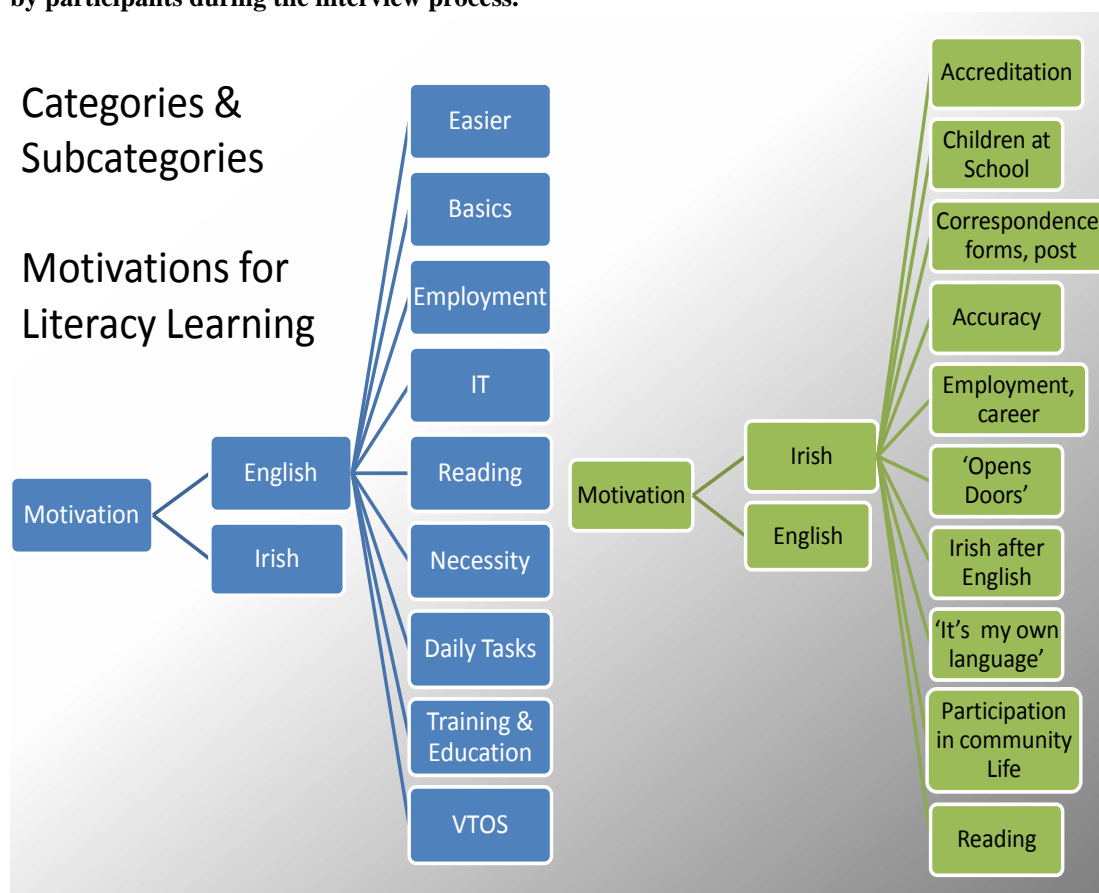 by participants during the interview process.
Categories &
Subcategories
Motivations for
Literacy Learning
Motivation
English
Irish
Easier
Basics
Employment
IT
Reading
Necessity
Daily Tasks
Training &
Education
VTOS
Motivation
Irish
English
Accreditation
Children at
School
Correspondence
forms, post
Accuracy
Employment,
career
‘Opens
Doors’
Irish after
English
‘It’s my own
language’
Participation
in community
Life
Reading